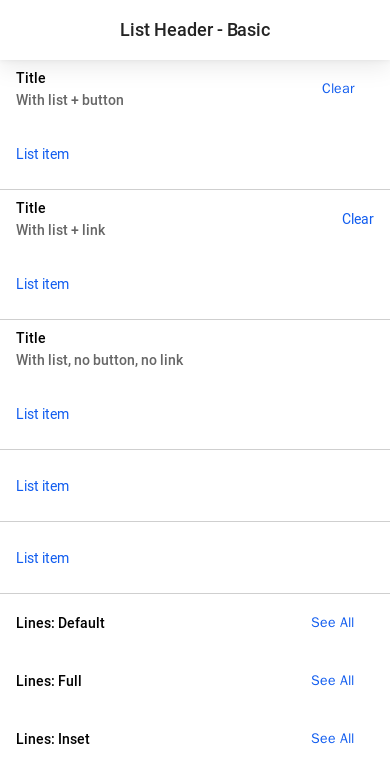 List Header - Basic
Title
With list + button
Clear
List item
Title
With list + link
Clear
List item
Title
With list, no button, no link
List item
List item
List item
Lines: Default
See All
Lines: Full
See All
Lines: Inset
See All